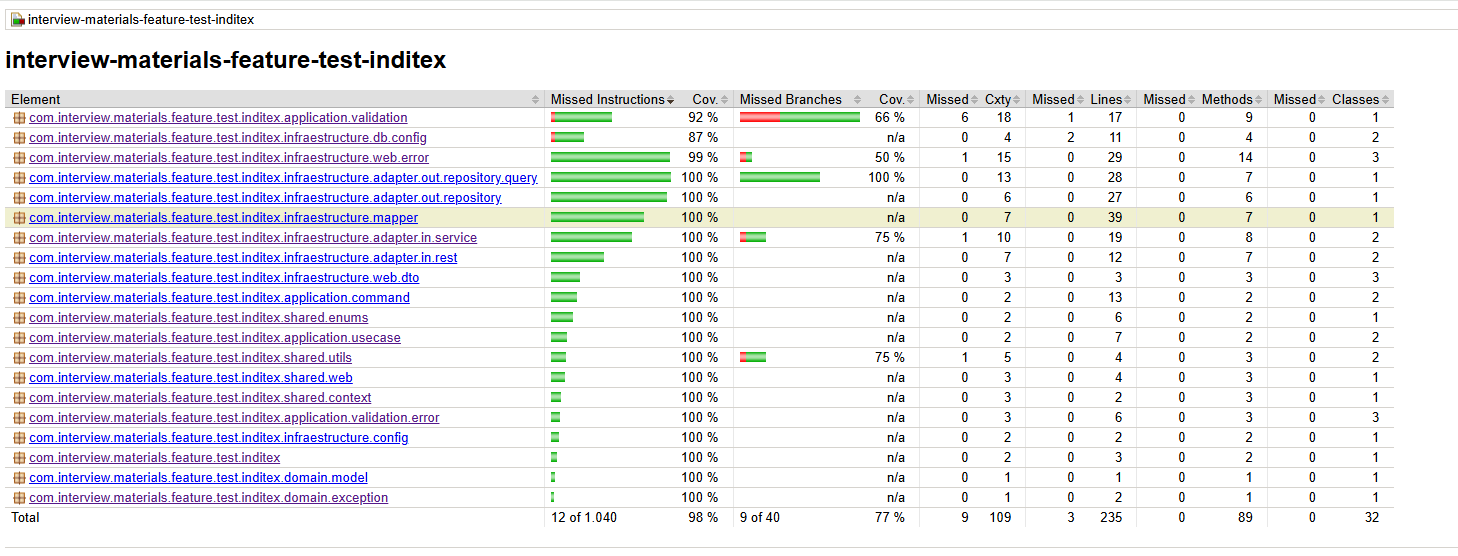 interview-materials-feature-test-inditex
interview-materials-feature-test-inditex
Element Missed Instructions Cov. Missed Branches Cov. Missed Cxty Missed Lines Missed Methods Missed Classes
com.interview.materials.feature.test.inditex.application.validation 92 % 66 % 6 18 1 17 0 9 0 1
com.interview.materials.feature.test.inditex.infraestructure.db.config 87 % n/a 0 4 2 11 0 4 0 2
com.interview.materials.feature.test.inditex.infraestructure.web.error 99 % 50 % 1 15 0 29 0 14 0 3
com.interview.materials.feature.test.inditex.infraestructure.adapter.out.repository.query 100 % 100 % 0 13 0 28 0 7 0 1
com.interview.materials.feature.test.inditex.infraestructure.adapter.out.repository 100 % n/a 0 6 0 27 0 6 0 1
com.interview.materials.feature.test.inditex.infraestructure.mapper 100 % n/a 0 7 0 39 0 7 0 1
com.interview.materials.feature.test.inditex.infraestructure.adapter.in.service 100 % 75 % 1 10 0 19 0 8 0 2
com.interview.materials.feature.test.inditex.infraestructure.adapter.in.rest 100 % n/a 0 7 0 12 0 7 0 2
com.interview.materials.feature.test.inditex.infraestructure.web.dto 100 % n/a 0 3 0 3 0 3 0 3
com.interview.materials.feature.test.inditex.application.command 100 % n/a 0 2 0 13 0 2 0 2
com.interview.materials.feature.test.inditex.shared.enums 100 % n/a 0 2 0 6 0 2 0 1
com.interview.materials.feature.test.inditex.application.usecase 100 % n/a 0 2 0 7 0 2 0 2
com.interview.materials.feature.test.inditex.shared.utils 100 % 75 % 1 5 0 4 0 3 0 2
com.interview.materials.feature.test.inditex.shared.web 100 % n/a 0 3 0 4 0 3 0 1
com.interview.materials.feature.test.inditex.shared.context 100 % n/a 0 3 0 2 0 3 0 1
com.interview.materials.feature.test.inditex.application.validation.error 100 % n/a 0 3 0 6 0 3 0 3
com.interview.materials.feature.test.inditex.infraestructure.config 100 % n/a 0 2 0 2 0 2 0 1
com.interview.materials.feature.test.inditex 100 % n/a 0 2 0 3 0 2 0 1
com.interview.materials.feature.test.inditex.domain.model 100 % n/a 0 1 0 1 0 1 0 1
com.interview.materials.feature.test.inditex.domain.exception 100 % n/a 0 1 0 2 0 1 0 1
Total 12 of 1.040 98 % 9 of 40 77 % 9 109 3 235 0 89 0 32